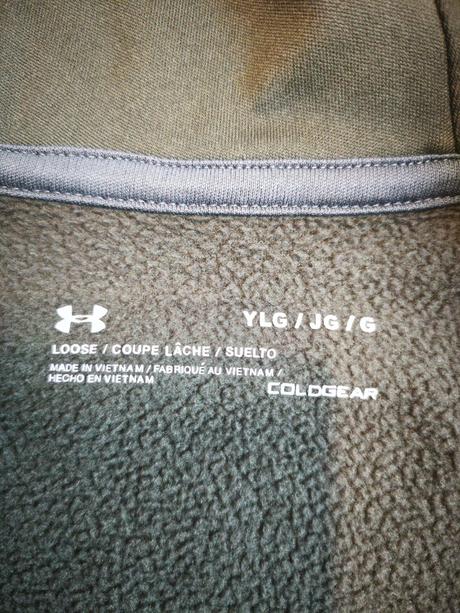 YLG / JG / G
LOOSE / COUPE LÂCHE / SUELTO
MADE IN VIETNAM / FABRIQUÉ AU VIETNAM /
HECHO EN VIETNAM
COLDGEAR